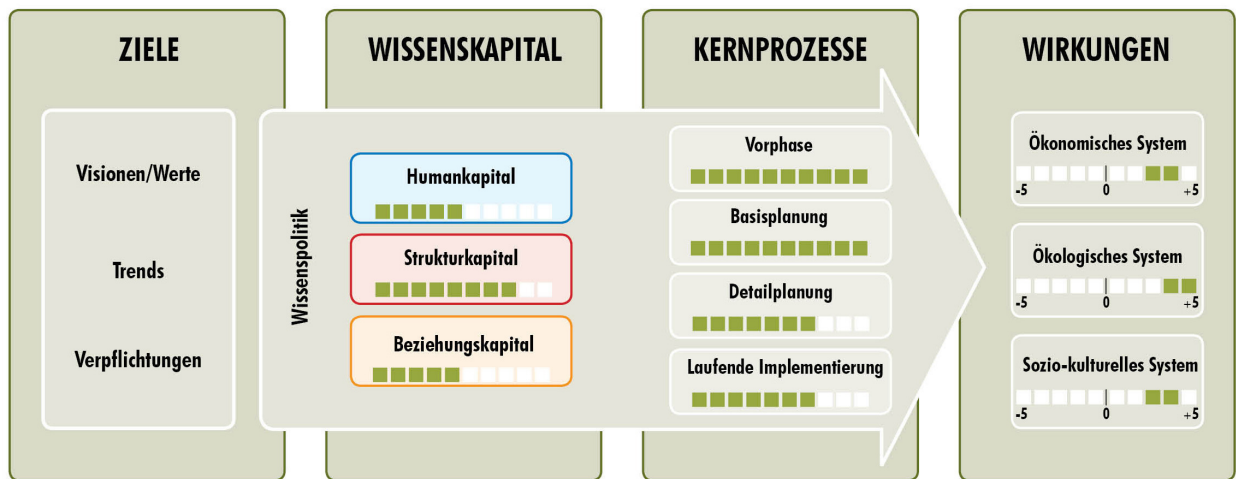 ZIELE
Visionen/Werte
Trends
Verpflichtungen
Wissenspolitik
WISSENSKAPITAL
Humankapital
Strukturkapital
Beziehungskapital
KERNPROZESSE
Vorphase
Basisplanung
Detailplanung
Laufende Implementierung
WIRKUNGEN
Ökonomisches System
-5 0 +5
Ökologisches System
-5 0 +5
Sozio-kulturelles System
-5 0 +5